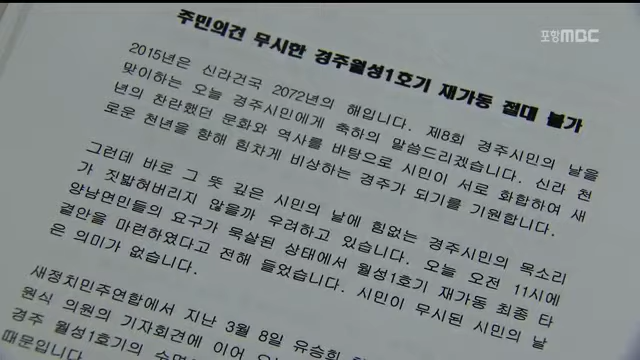 포항MBC
주민의견 무시한 경주월성1호기 재가동 절대 불가
2015년은 신라건국 2072년의 해입니다. 제8회 경주시민의 날을
맞이하는 오늘 경주시민에게 축하의 말씀드리겠습니다. 신라 천
년의 찬란했던 문화와 역사를 바탕으로 시민이 서로 화합하여 새
로운 천년을 향해 힘차게 비상하는 경주가 되기를 기원합니다.
그런데 바로 그 뜻 깊은 시민의 날에 힘없는 경주시민의 목소리
가 짓밟혀버리지 않을까 우려하고 있습니다. 오늘 오전 11시에
양남면민들의 요구가 묵살된 상태에서 월성1호기 재가동 최종 타
결안을 마련하였다고 전해 들었습니다. 시민이 무시된 시민의 날
은 의미가 없습니다.
새정치민주연합에서 지난 3월 8일 유승희
원식 의원의 기자회견에 이어
경주 월성1호기의
때문입니다